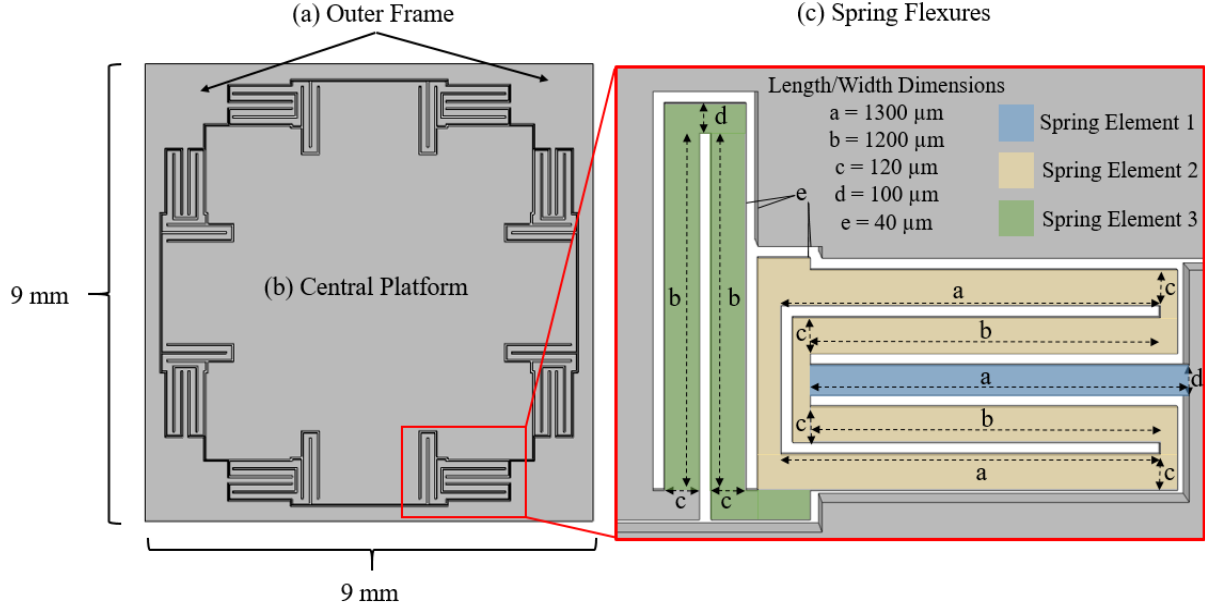 (a) Outer Frame
(c) Spring Flexures
Length/Width Dimensions
a = 1300 µm
b = 1200 µm
c = 120 µm
d = 100 µm
e = 40 µm
Spring Element 1
Spring Element 2
Spring Element 3
d
e
b
b
c
c
a
c
c
b
a
d
c
b
a
c
(b) Central Platform
9 mm
9 mm